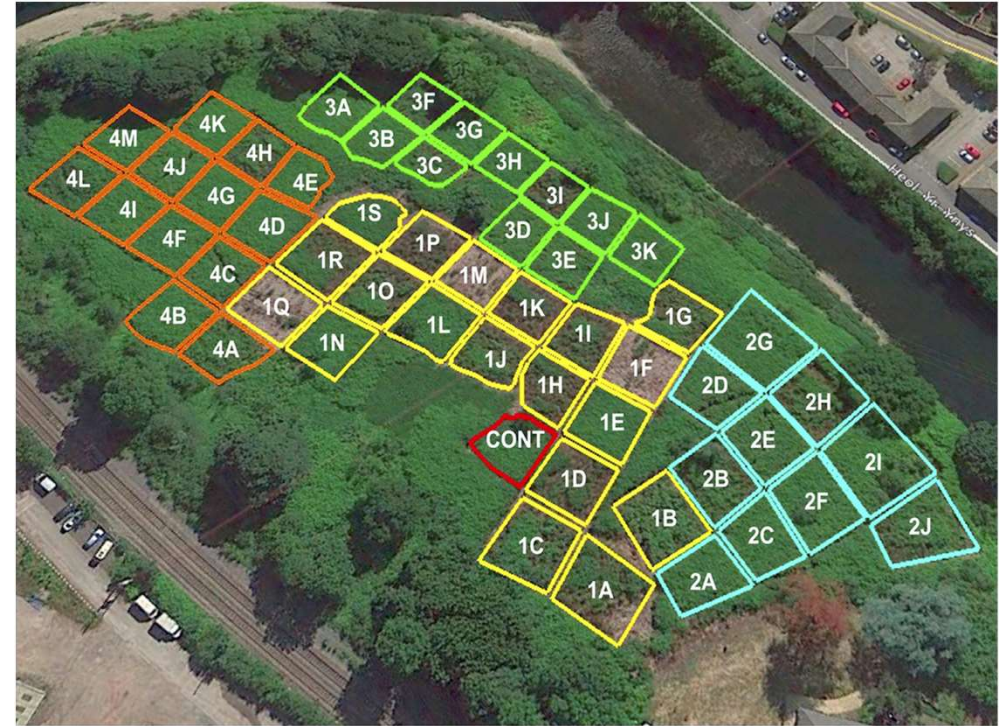 3A
3F
4M
4K
3B
3G
4J
4H
3C
3H
4L
4E
4G
3I
4I
1S
3J
4D
3D
4F
1P
3K
1R
3E
4C
1M
1O
1Q
1K
1G
4B
1L
1I
1N
2G
4A
1J
1F
1H
2D
2H
1E
CONT
2E
2I
1D
2B
2F
1B
2J
1C
2C
2A
1A
Heol Yr Ynys